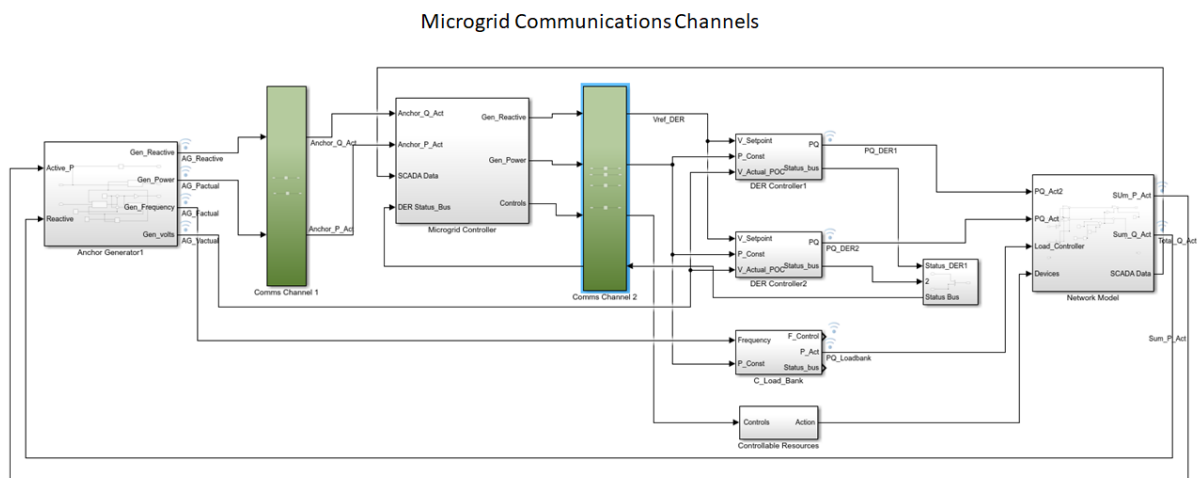 Microgrid Communications Channels
Active_P
Reactive
Gen_Reactive
Gen_Power
Gen_Frequency
Gen_volts
Anchor Generator1
AG_Reactive
AG_Pactual
AG_Factual
AG_Vactual
Comms Channel 1
Anchor_Q_Act
Anchor_P_Act
Anchor_Q_Act
Anchor_P_Act
SCADA Data
DER Status_Bus
Gen_Reactive
Gen_Power
Controls
Microgrid Controller
Comms Channel 2
Vref_DER
V_Setpoint
P_Const
V_Actual_POC
PQ
Status_bus
DER Controller1
PQ_DER1
V_Setpoint
P_Const
V_Actual_POC
PQ
Status_bus
DER Controller2
PQ_DER2
Status_DER1
2
Status Bus
Frequency
P_Const
F_Control
P_Act
Status_bus
C_Load_Bank
PQ_Loadbank
Controls
Action
Controllable Resources
PQ_Act2
PQ_Act
Load_Controller
Devices
SUm_P_Act
Sum_Q_Act
SCADA Data
Network Model
Total_Q_Act
Sum_P_Act